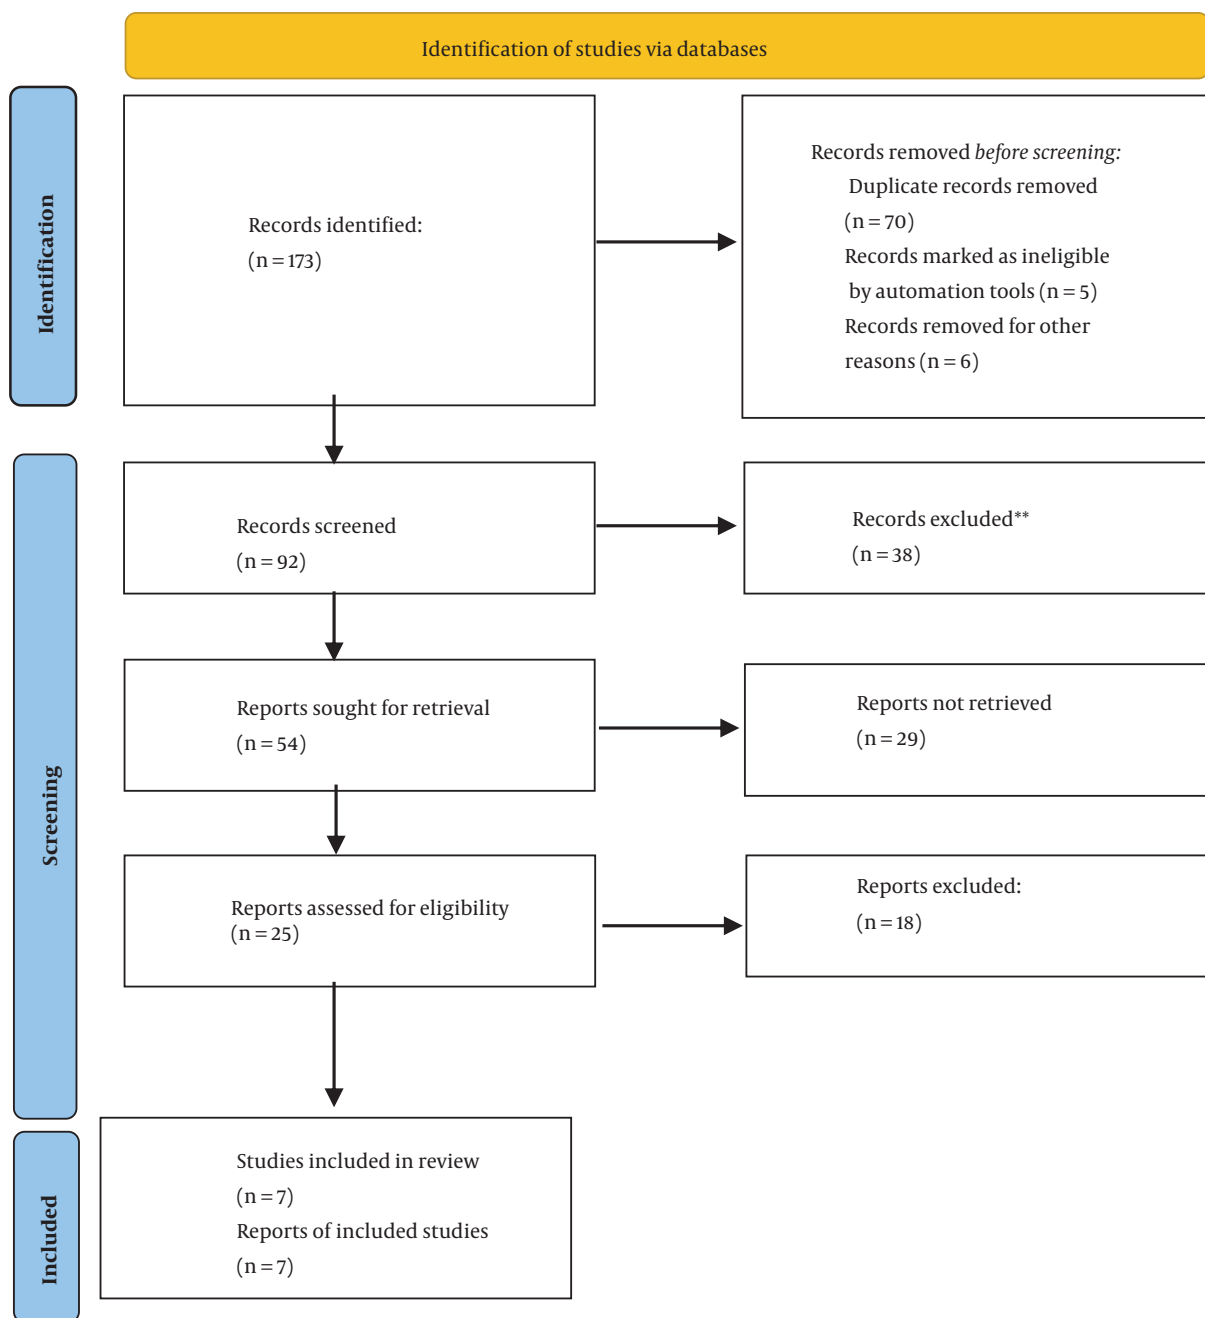 Identification of studies via databases
Identification
Records identified:
(n = 173)
Records removed before screening:
Duplicate records removed
(n = 70)
Records marked as ineligible
by automation tools (n = 5)
Records removed for other
reasons (n = 6)
Screening
Records screened
(n = 92)
Records excluded**
(n = 38)
Reports sought for retrieval
(n = 54)
Reports not retrieved
(n = 29)
Reports assessed for eligibility
(n = 25)
Reports excluded:
(n = 18)
Included
Studies included in review
(n = 7)
Reports of included studies
(n = 7)